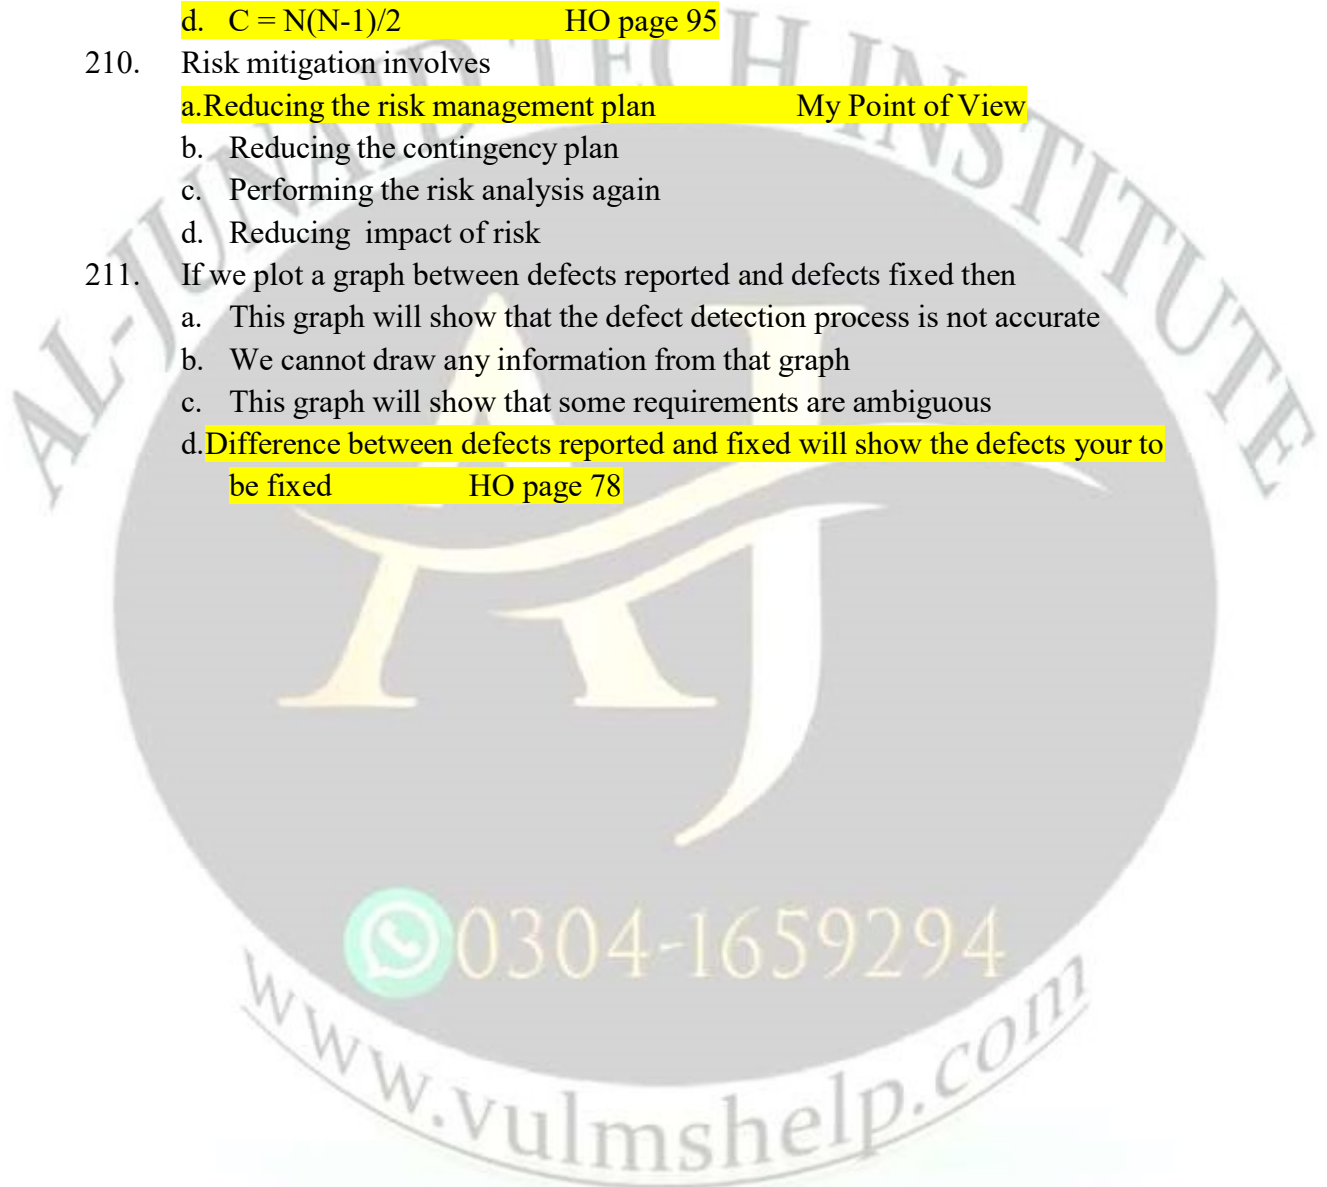 d. C = N(N-1)/2 HO page 95
210. Risk mitigation involves
a.Reducing the risk management plan My Point of View
b. Reducing the contingency plan
c. Performing the risk analysis again
d. Reducing impact of risk
211. If we plot a graph between defects reported and defects fixed then
a. This graph will show that the defect detection process is not accurate
b. We cannot draw any information from that graph
c. This graph will show that some requirements are ambiguous
d.Difference between defects reported and fixed will show the defects your to
be fixed HO page 78
AL-JUNAID TECH INSTITUTE
AJ
0304-1659294
www.vulmshelp.com